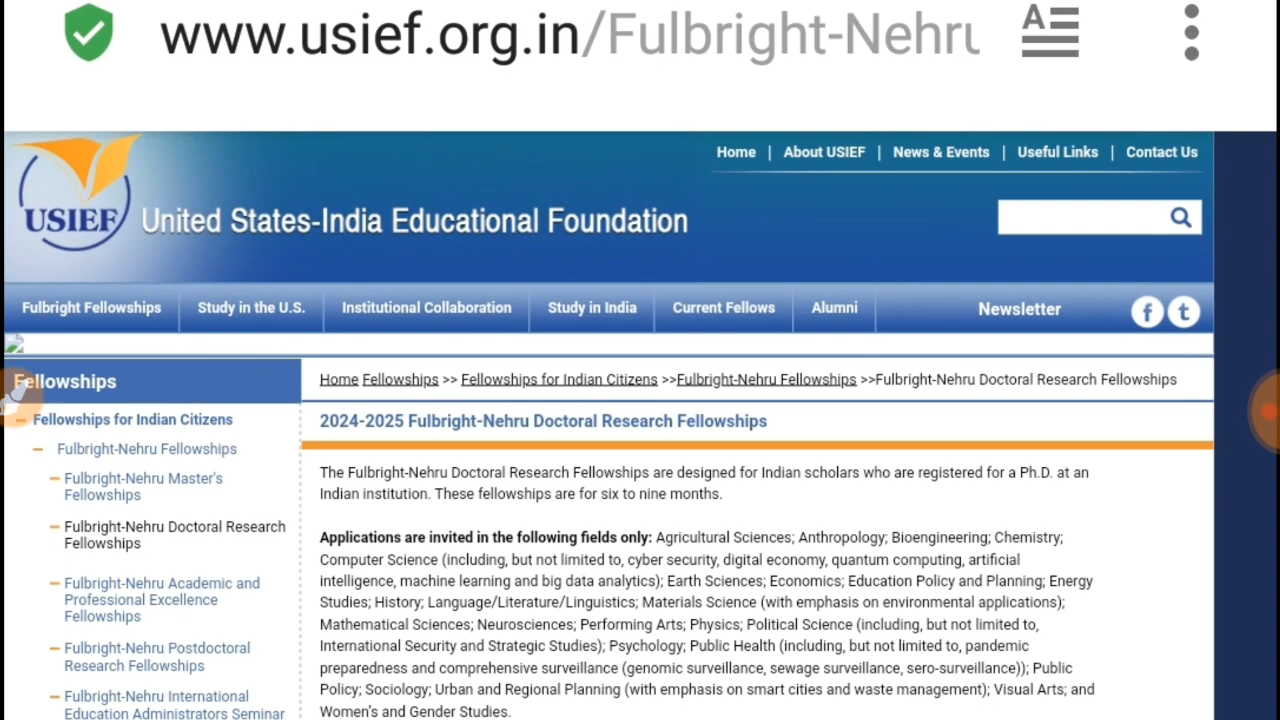 www.usief.org.in/Fulbright-Nehru
A
Home | About USIEF | News & Events | Useful Links | Contact Us
USIEF
United States-India Educational Foundation
Fulbright Fellowships
Study in the U.S.
Institutional Collaboration
Study in India
Current Fellows
Alumni
Newsletter
f t
Fellowships
Fellowships for Indian Citizens
Fulbright-Nehru Fellowships
Fulbright-Nehru Master's
Fellowships
Fulbright-Nehru Doctoral Research
Fellowships
Fulbright-Nehru Academic and
Professional Excellence
Fellowships
Fulbright-Nehru Postdoctoral
Research Fellowships
Fulbright-Nehru International
Education Administrators Seminar
Home Fellowships >> Fellowships for Indian Citizens >>Fulbright-Nehru Fellowships >>Fulbright-Nehru Doctoral Research Fellowships
2024-2025 Fulbright-Nehru Doctoral Research Fellowships
The Fulbright-Nehru Doctoral Research Fellowships are designed for Indian scholars who are registered for a Ph.D. at an
Indian institution. These fellowships are for six to nine months.
Applications are invited in the following fields only: Agricultural Sciences; Anthropology; Bioengineering; Chemistry;
Computer Science (including, but not limited to, cyber security, digital economy, quantum computing, artificial
intelligence, machine learning and big data analytics); Earth Sciences; Economics; Education Policy and Planning; Energy
Studies; History; Language/Literature/Linguistics; Materials Science (with emphasis on environmental applications);
Mathematical Sciences; Neurosciences; Performing Arts; Physics; Political Science (including, but not limited to,
International Security and Strategic Studies); Psychology; Public Health (including, but not limited to, pandemic
preparedness and comprehensive surveillance (genomic surveillance, sewage surveillance, sero-surveillance)); Public
Policy; Sociology; Urban and Regional Planning (with emphasis on smart cities and waste management); Visual Arts; and
Women's and Gender Studies.